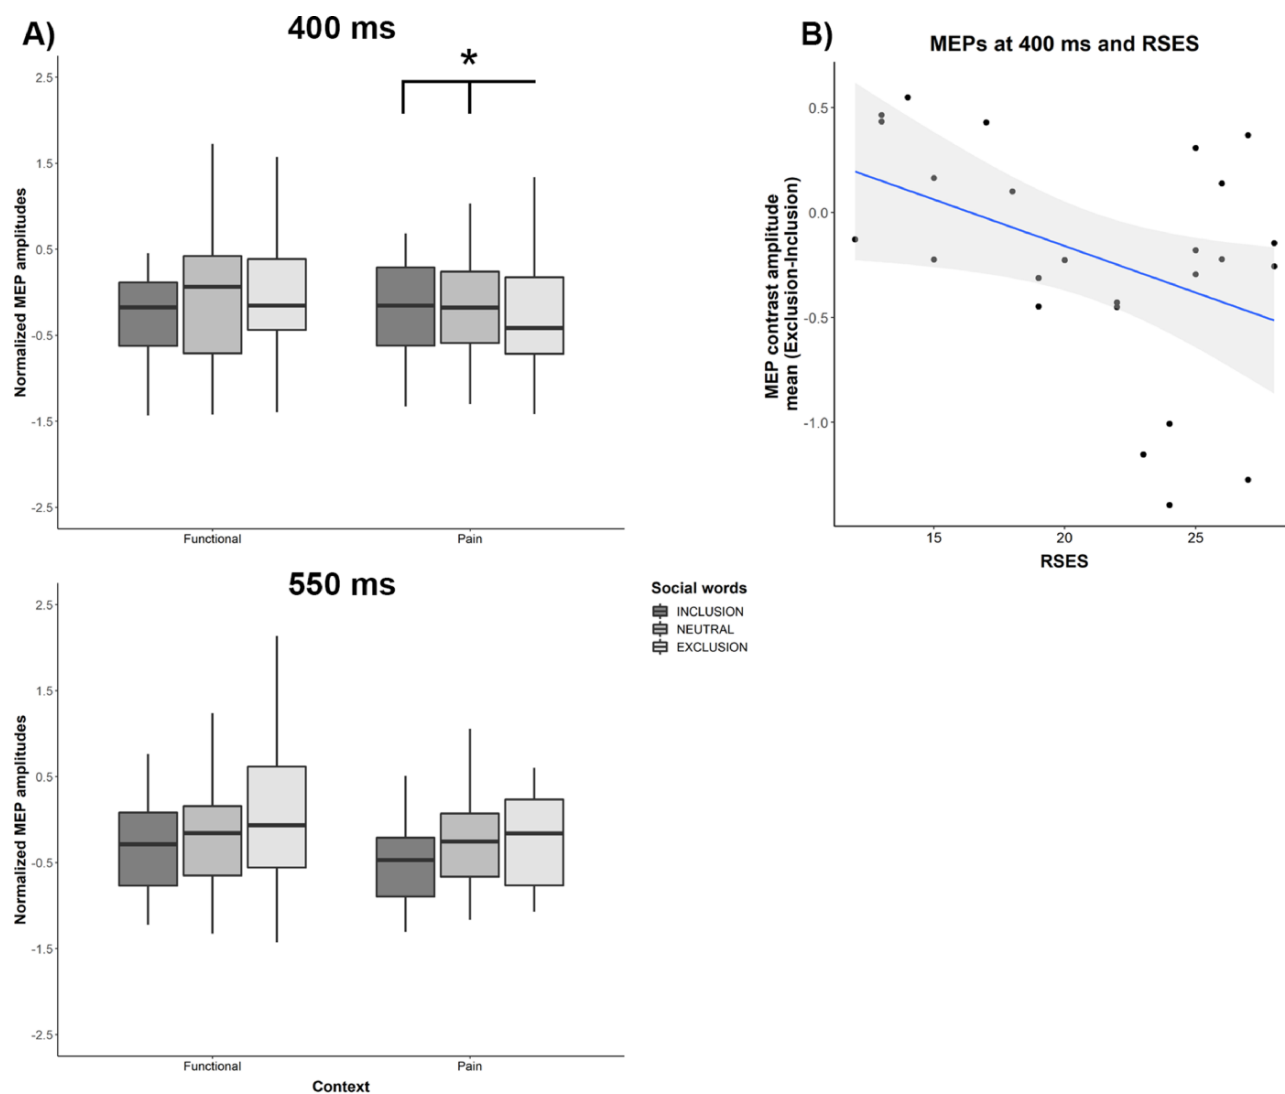 A)
400 ms
*
Normalized MEP amplitudes
2.5
1.5
0.5
-0.5
-1.5
-2.5
Functional
Pain
B)
MEPs at 400 ms and RSES
MEP contrast amplitude
mean (Exclusion-Inclusion)
0.5
0.0
-0.5
-1.0
15
20
25
RSES
550 ms
Normalized MEP amplitudes
2.5
1.5
0.5
-0.5
-1.5
-2.5
Functional
Pain
Context
Social words
INCLUSION
NEUTRAL
EXCLUSION